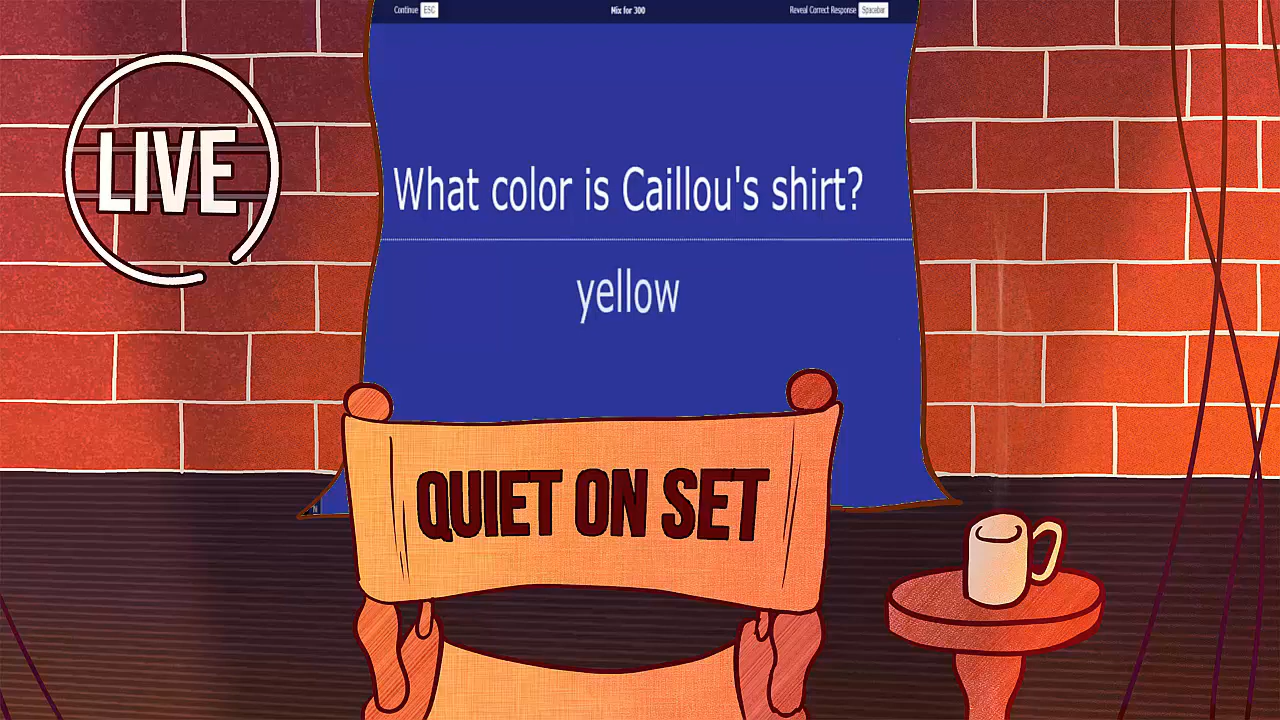 Continue ESC
Mix for 300
Reveal Correct Response Spacebar
LIVE
What color is Caillou's shirt?
yellow
QUIET ON SET